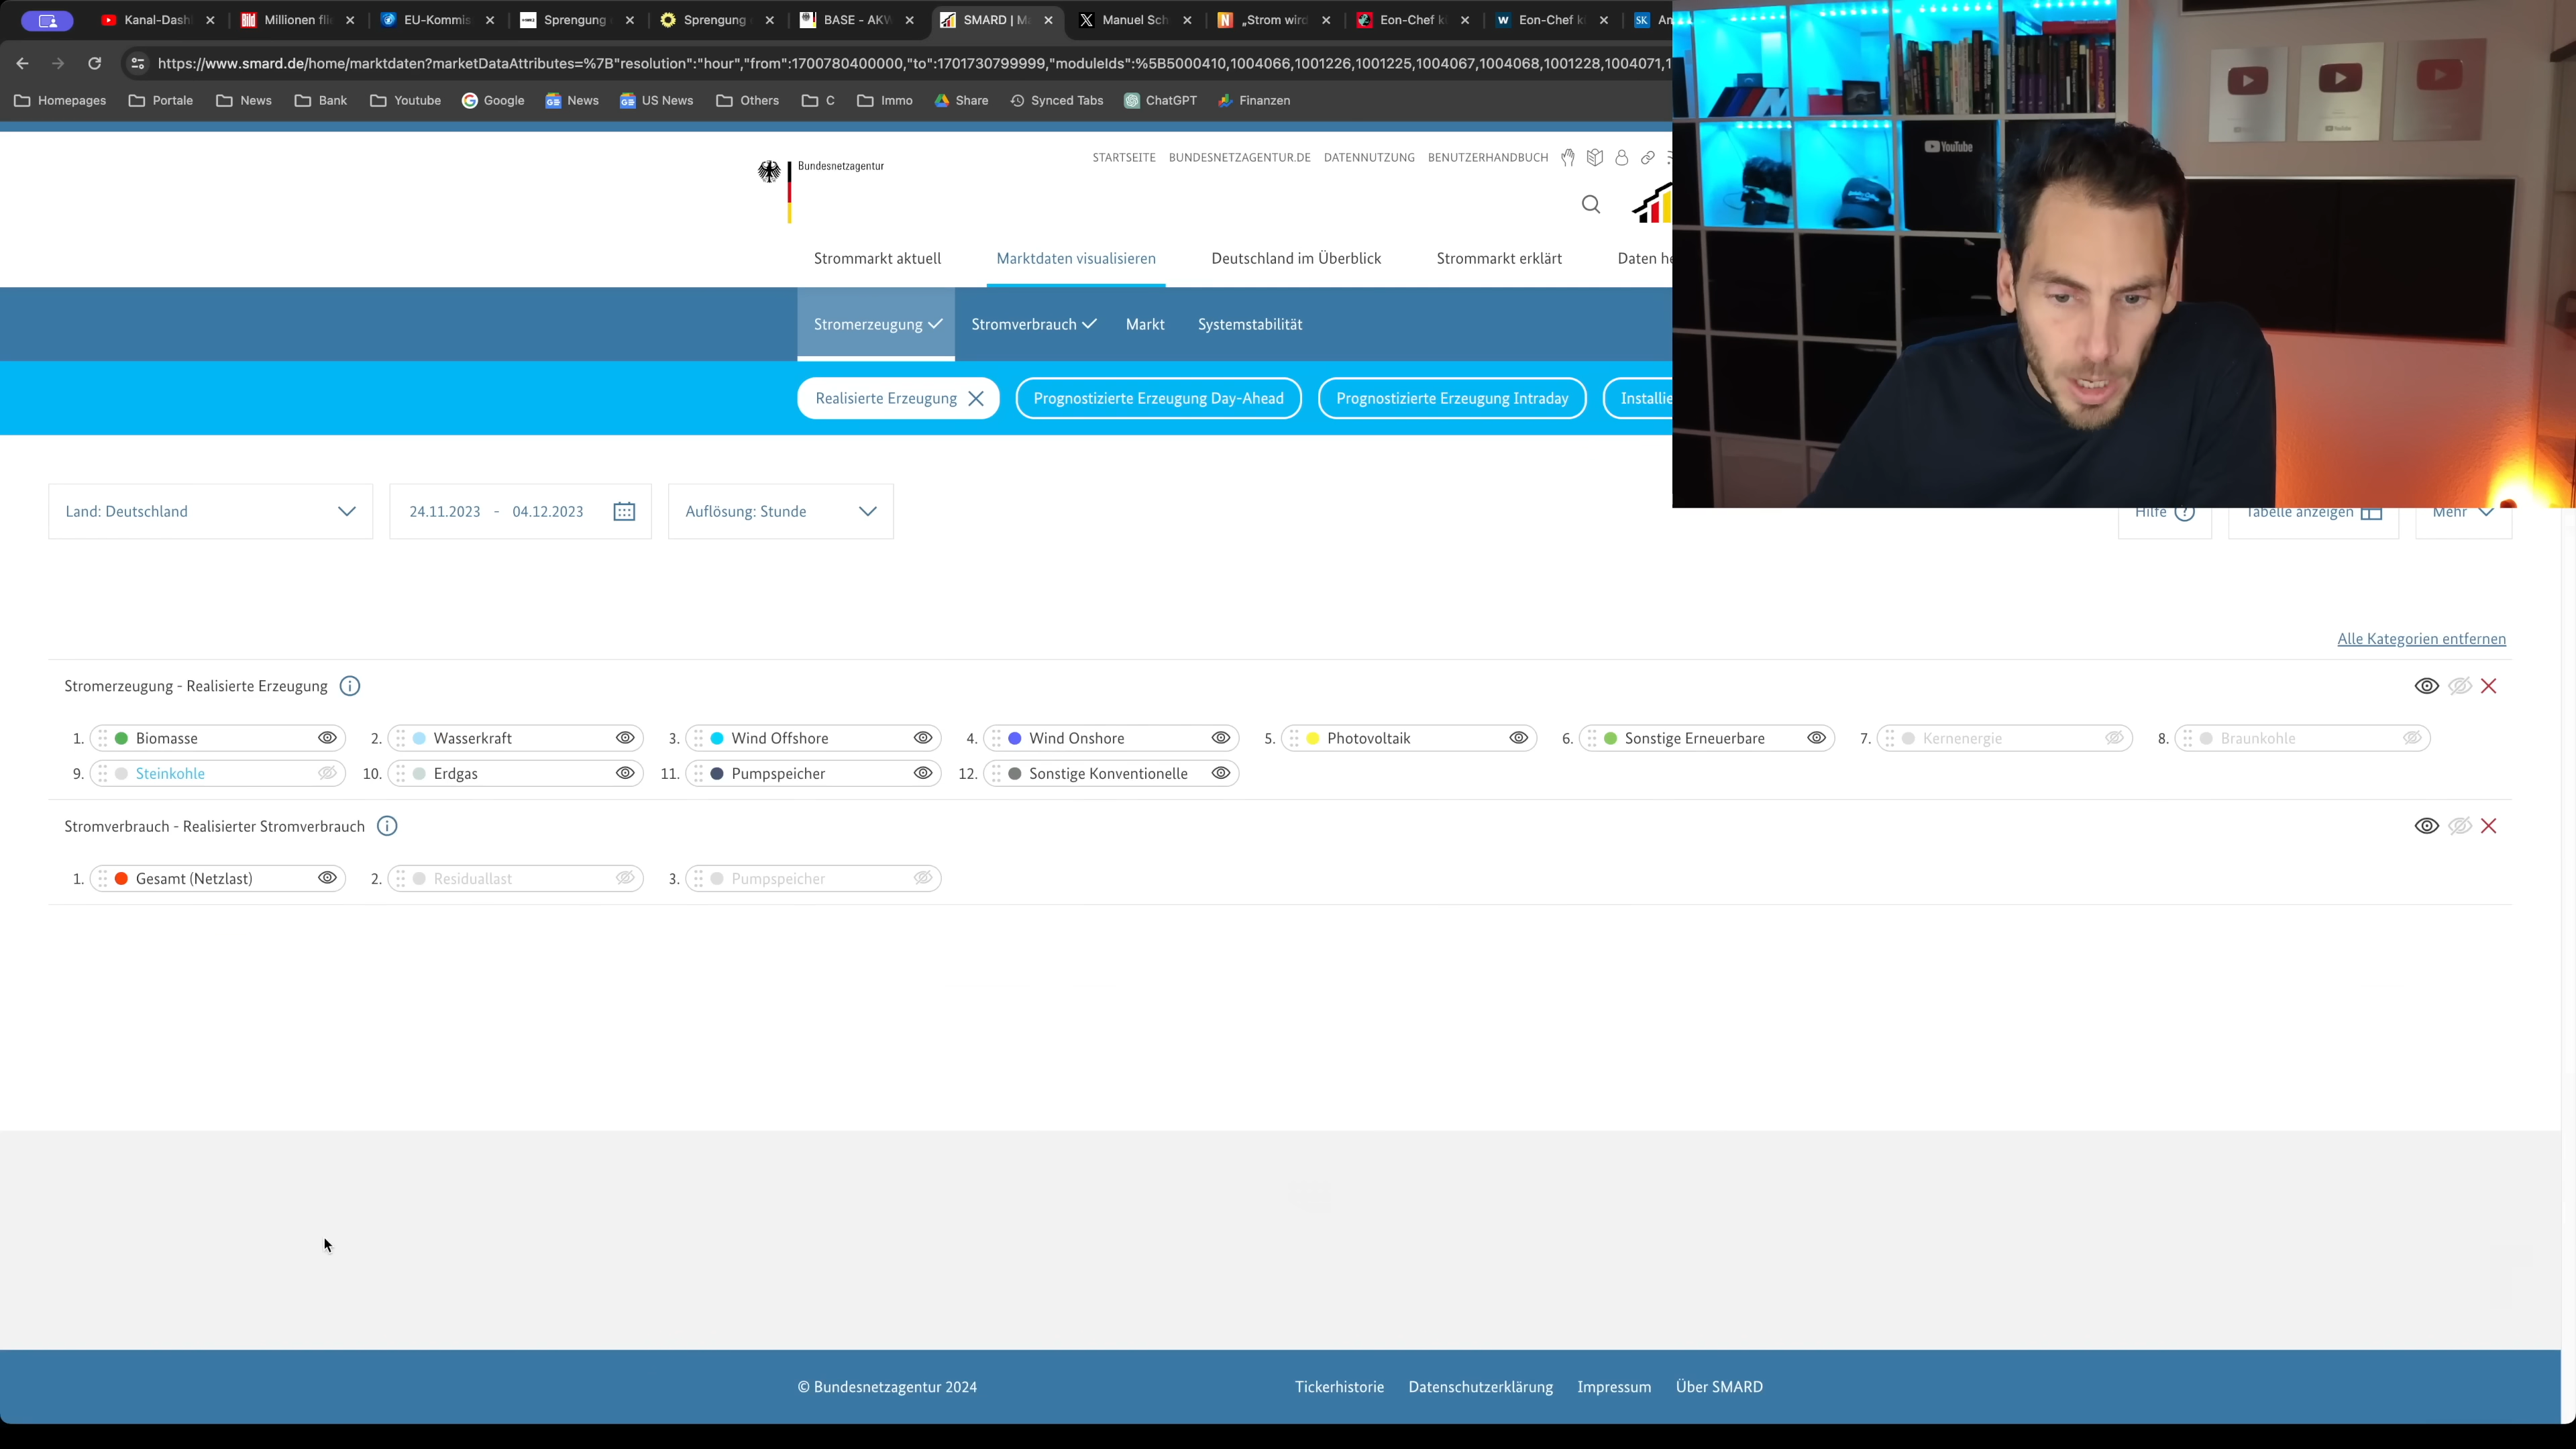 Kanal-Dash
Millionen fli
EU-Kommis
Sprengung
Sprengung
BASE - AKW
SMARD | M
Manuel Sch
„Strom wird
Eon-Chef k
Eon-Chef k
https://www.smard.de/home/marktdaten?marketDataAttributes=%7B"resolution":"hour","from":1700780400000,"to":1701730799999,"moduleIds":%5B5000410,1004066,1001226,1001225,1004067,1004068,1001228,1004071,1
Homepages
Portale
News
Bank
Youtube
Google
News
US News
Others
C
Immo
Share
Synced Tabs
ChatGPT
Finanzen
YouTube
Bundesnetzagentur
STARTSEITE BUNDESNETZAGENTUR.DE DATENNUTZUNG BENUTZERHANDBUCH
Strommarkt aktuell
Marktdaten visualisieren
Deutschland im Überblick
Strommarkt erklärt
Daten he
Stromerzeugung
Stromverbrauch
Markt
Systemstabilität
Realisierte Erzeugung
Prognostizierte Erzeugung Day-Ahead
Prognostizierte Erzeugung Intraday
Installie
Land: Deutschland
24.11.2023 - 04.12.2023
Auflösung: Stunde
Hilfe ?
Tabelle anzeigen
Mehr
Alle Kategorien entfernen
Stromerzeugung - Realisierte Erzeugung
1. Biomasse
2. Wasserkraft
3. Wind Offshore
4. Wind Onshore
5. Photovoltaik
6. Sonstige Erneuerbare
7. Kernenergie
8. Braunkohle
9. Steinkohle
10. Erdgas
11. Pumpspeicher
12. Sonstige Konventionelle
Stromverbrauch - Realisierter Stromverbrauch
1. Gesamt (Netzlast)
2. Residuallast
3. Pumpspeicher
© Bundesnetzagentur 2024
Tickerhistorie
Datenschutzerklärung
Impressum
Über SMARD